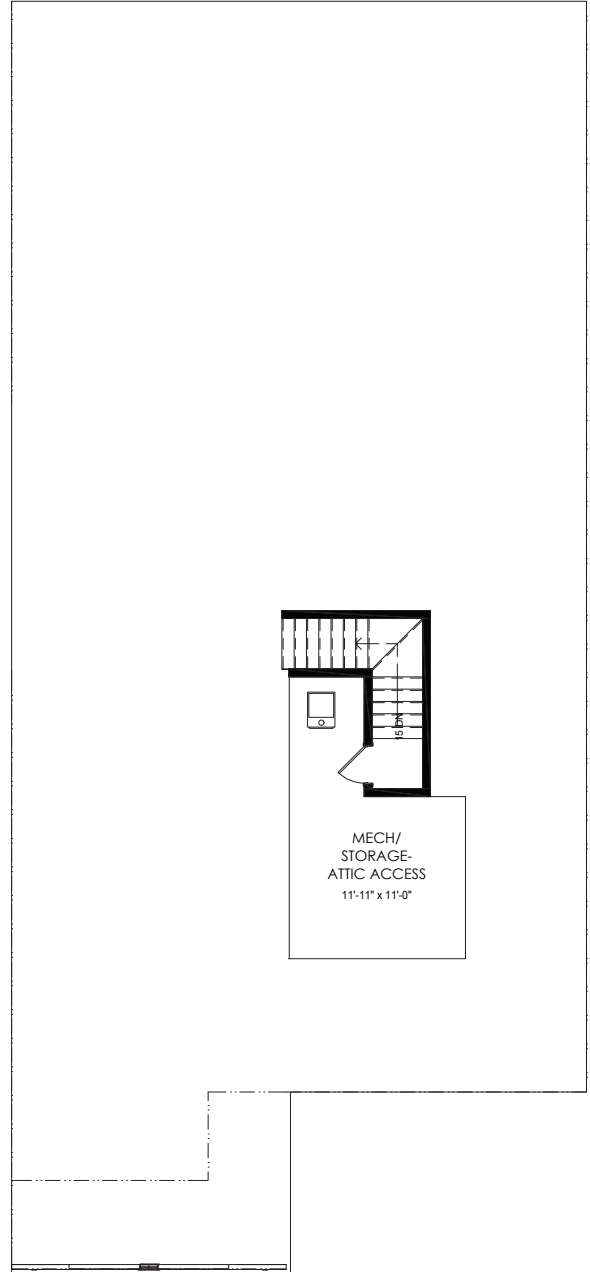 15 DN
MECH/
STORAGE-
ATTIC ACCESS
11'-11" x 11'-0"